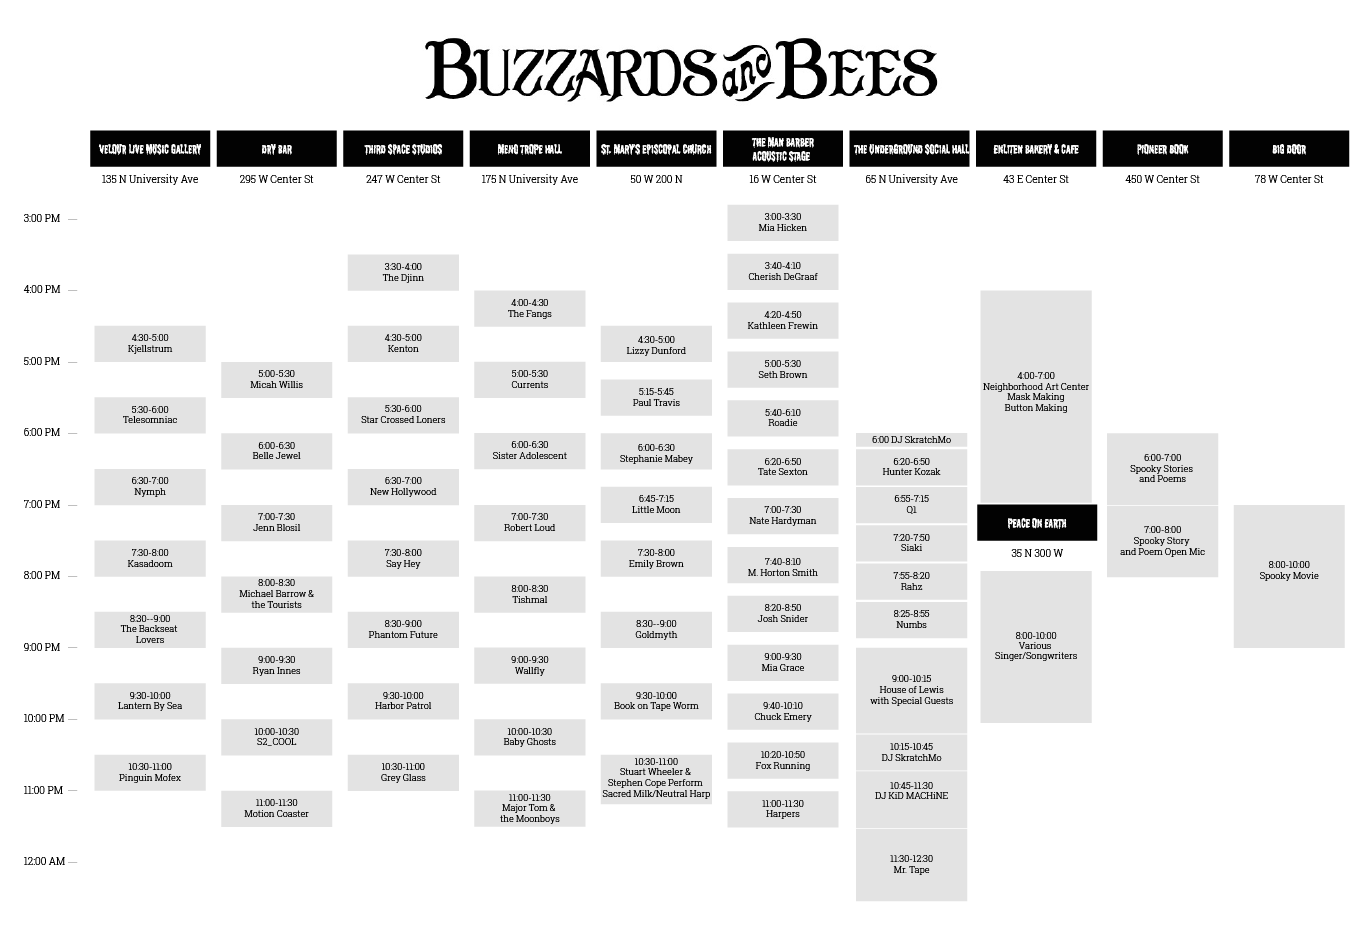 BUZZARDS and BEES
VELOUR LIVE MUSIC GALLERY
135 N University Ave
4:30-5:00
Kjellstrum
5:30-6:00
Telesomniac
6:30-7:00
Nymph
7:30-8:00
Kasadoom
8:30--9:00
The Backseat
Lovers
9:30-10:00
Lantern By Sea
10:30-11:00
Pinguin Mofex
DRY BAR
295 W Center St
5:00-5:30
Micah Willis
6:00-6:30
Belle Jewel
7:00-7:30
Jenn Blosil
8:00-8:30
Michael Barrow &
the Tourists
9:00-9:30
Ryan Innes
10:00-10:30
S2_COOL
11:00-11:30
Motion Coaster
THIRD SPACE STUDIOS
247 W Center St
3:30-4:00
The Djinn
4:30-5:00
Kenton
5:30-6:00
Star Crossed Loners
6:30-7:00
New Hollywood
7:30-8:00
Say Hey
8:30-9:00
Phantom Future
9:30-10:00
Harbor Patrol
10:30-11:00
Grey Glass
MENO TROPE HALL
175 N University Ave
4:00-4:30
The Fangs
5:00-5:30
Currents
6:00-6:30
Sister Adolescent
7:00-7:30
Robert Loud
8:00-8:30
Tishmal
9:00-9:30
Wallfly
10:00-10:30
Baby Ghosts
11:00-11:30
Major Tom &
the Moonboys
ST. MARY'S EPISCOPAL CHURCH
50 W 200 N
4:30-5:00
Lizzy Dunford
5:15-5:45
Paul Travis
6:00-6:30
Stephanie Mabey
6:45-7:15
Little Moon
7:30-8:00
Emily Brown
8:30--9:00
Goldmyth
9:30-10:00
Book on Tape Worm
10:30-11:00
Stuart Wheeler &
Stephen Cope Perform
Sacred Milk/Neutral Harp
THE MAN BARBER
ACOUSTIC STAGE
16 W Center St
3:00-3:30
Mia Hicken
3:40-4:10
Cherish DeGraaf
4:20-4:50
Kathleen Frewin
5:00-5:30
Seth Brown
5:40-6:10
Roadie
6:20-6:50
Tate Sexton
7:00-7:30
Nate Hardyman
7:40-8:10
M. Horton Smith
8:20-8:50
Josh Snider
9:00-9:30
Mia Grace
9:40-10:10
Chuck Emery
10:20-10:50
Fox Running
11:00-11:30
Harpers
THE UNDERGROUND SOCIAL HALL
65 N University Ave
6:00 DJ SkratchMo
6:20-6:50
Hunter Kozak
6:55-7:15
Q1
7:20-7:50
Siaki
7:55-8:20
Rahz
8:25-8:55
Numbs
9:00-10:15
House of Lewis
with Special Guests
10:15-10:45
DJ SkratchMo
10:45-11:30
DJ KiD MACHiNE
11:30-12:30
Mr. Tape
ENLITEN BAKERY & CAFE
43 E Center St
4:00-7:00
Neighborhood Art Center
Mask Making
Button Making
PEACE ON EARTH
35 N 300 W
8:00-10:00
Various
Singer/Songwriters
PIONEER BOOK
450 W Center St
6:00-7:00
Spooky Stories
and Poems
7:00-8:00
Spooky Story
and Poem Open Mic
BIG DOOR
78 W Center St
8:00-10:00
Spooky Movie
3:00 PM
4:00 PM
5:00 PM
6:00 PM
7:00 PM
8:00 PM
9:00 PM
10:00 PM
11:00 PM
12:00 AM